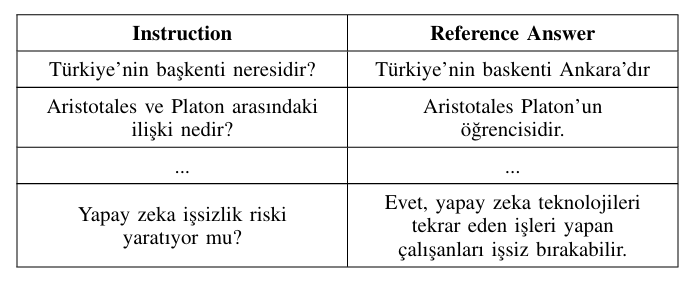 Instruction
Reference Answer
Türkiye'nin başkenti neresidir?
Türkiye'nin baskenti Ankara'dır
Aristotales ve Platon arasındaki
ilişki nedir?
Aristotales Platon'un
öğrencisidir.
...
...
Yapay zeka işsizlik riski
yaratıyor mu?
Evet, yapay zeka teknolojileri
tekrar eden işleri yapan
çalışanları işsiz bırakabilir.